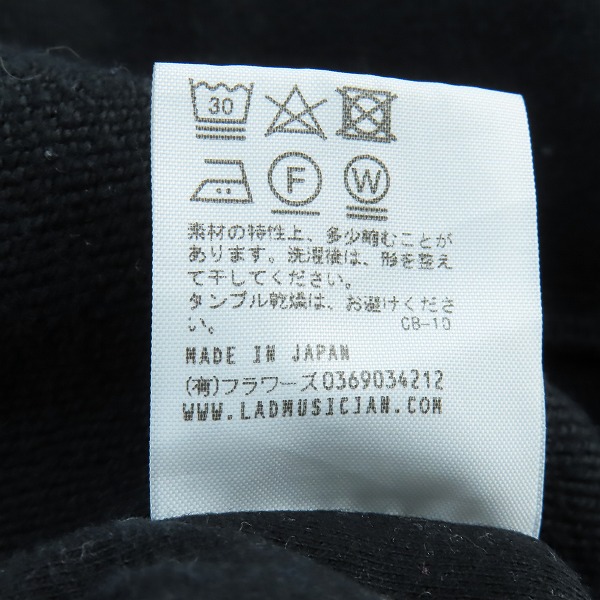 30
F W
素材の特性上、多少縮むことが
あります。洗濯後は、形を整え
て干してください。
タンブル乾燥は、お避けくださ
い。 CB-10
MADE IN JAPAN
(有)フラワーズ0369034212
WWW.LADMUSICIAN.COM